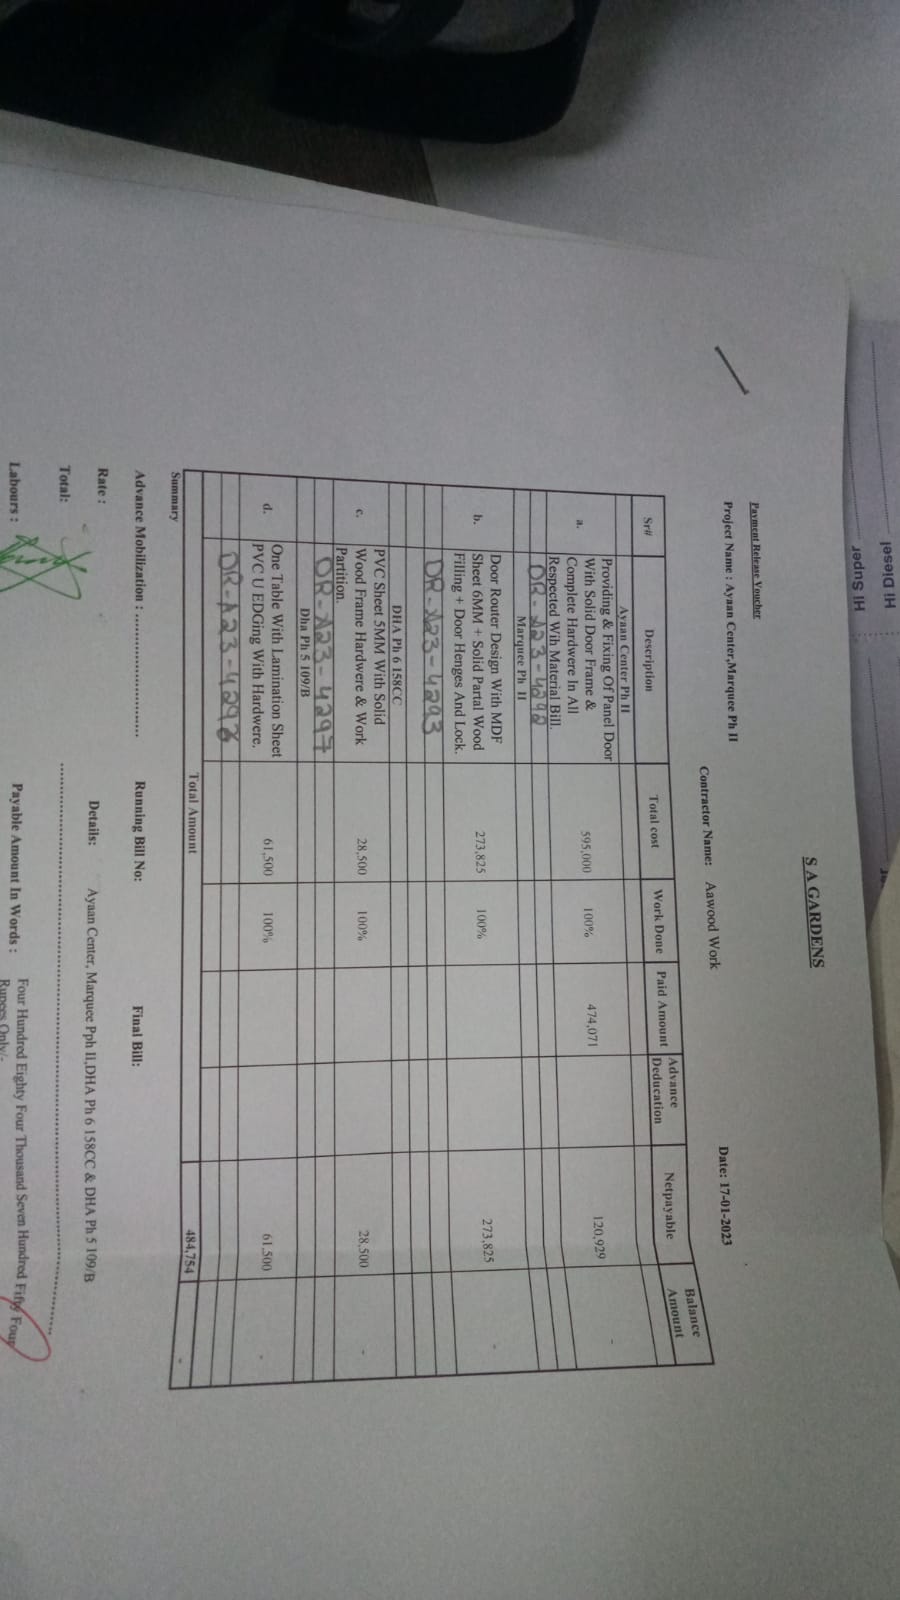 Hi Diesel
Hi Super
S A GARDENS
Payment Release Voucher
Project Name : Ayaan Center,Marquee Ph II
Contractor Name: Aawood Work
Date: 17-01-2023
Sr# Description Total cost Work Done Paid Amount Advance Deducation Netpayable Balance Amount
Ayaan Center Ph II
a. Providing & Fixing Of Panel Door
With Solid Door Frame &
Complete Hardwere In All
Respected Wih Material Bill. 595,000 100% 474,071 120,929 -
OR-A23-4292
Marquee Ph II
b. Door Router Design With MDF
Sheet 6MM + Solid Partal Wood
Filling + Door Henges And Lock. 273,825 100% 273,825 -
OR-A23-4293
DHA Ph 6 158CC
c. PVC Sheet 5MM With Solid
Wood Frame Hardwere & Work
Partition. 28,500 100% 28,500 -
OR-A23-4297
Dha Ph 5 109/B
d. One Table With Lamination Sheet
PVC U EDGing With Hardwere. 61,500 100% 61,500 -
OR-A23-4298
Total Amount 484,754 -
Summary
Advance Mobilization : .............................. Running Bill No: Final Bill:
Rate : Details: Ayaan Center, Marquee Pph Ii,DHA Ph 6 158CC & DHA Ph 5 109/B
Total:
Labours : Payable Amount In Words : Four Hundred Eighty Four Thousand Seven Hundred Fifty Four
Rupees Only/-